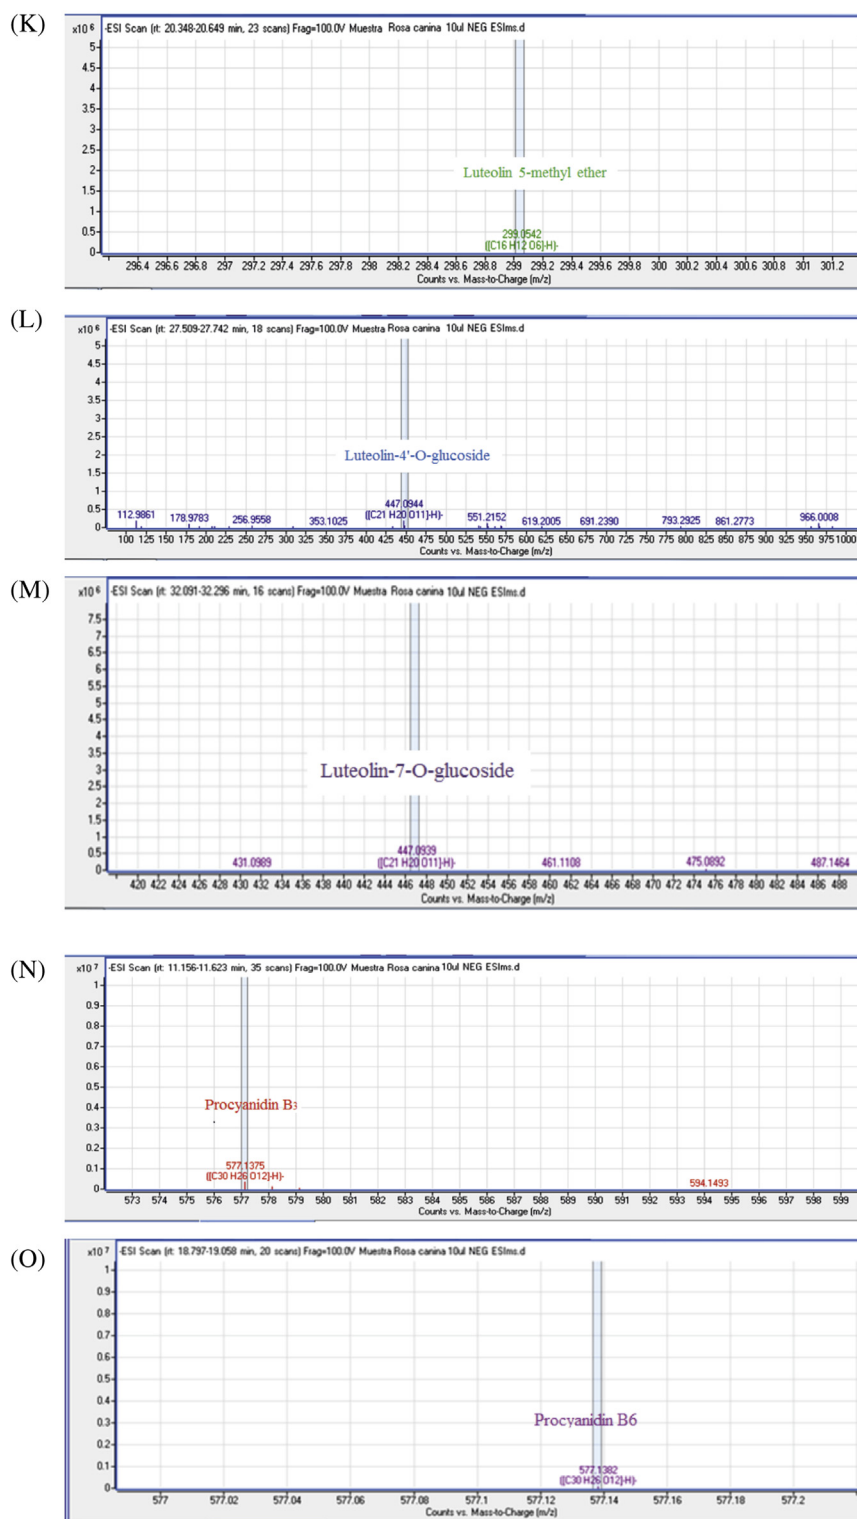 (K)
-ESI Scan (rt: 20.348-20.649 min, 23 scans) Frag=100.0V Muestra Rosa canina 10ul NEG ESIms.d
x10 6
5
4.5
4
3.5
3
2.5
2
1.5
1
0.5
0
Luteolin 5-methyl ether
299.0542
([C16 H12 O6]-H)-
296.4 296.6 296.8 297 297.2 297.4 297.6 297.8 298 298.2 298.4 298.6 298.8 299 299.2 299.4 299.6 299.8 300 300.2 300.4 300.6 300.8 301 301.2
Counts vs. Mass-to-Charge (m/z)
(L)
-ESI Scan (rt: 27.509-27.742 min, 18 scans) Frag=100.0V Muestra Rosa canina 10ul NEG ESIms.d
x10 6
5
4.5
4
3.5
3
2.5
2
1.5
1
0.5
0
Luteolin-4'-O-glucoside
112.9861 178.9783 256.9558 353.1025 447.0944 551.2152 619.2005 691.2390 793.2925 861.2773 966.0008
([C21 H20 O11]-H)-
100 125 150 175 200 225 250 275 300 325 350 375 400 425 450 475 500 525 550 575 600 625 650 675 700 725 750 775 800 825 850 875 900 925 950 975 1000
Counts vs. Mass-to-Charge (m/z)
(M)
-ESI Scan (rt: 32.091-32.296 min, 16 scans) Frag=100.0V Muestra Rosa canina 10ul NEG ESIms.d
x10 6
7.5
7
6.5
6
5.5
5
4.5
4
3.5
3
2.5
2
1.5
1
0.5
0
Luteolin-7-O-glucoside
431.0989 447.0939 461.1108 475.0892 487.1464
([C21 H20 O11]-H)-
420 422 424 426 428 430 432 434 436 438 440 442 444 446 448 450 452 454 456 458 460 462 464 466 468 470 472 474 476 478 480 482 484 486 488
Counts vs. Mass-to-Charge (m/z)
(N)
-ESI Scan (rt: 11.156-11.623 min, 35 scans) Frag=100.0V Muestra Rosa canina 10ul NEG ESIms.d
x10 7
1
0.9
0.8
0.7
0.6
0.5
0.4
0.3
0.2
0.1
0
Procyanidin B3
577.1375
([C30 H26 O12]-H)-
594.1493
573 574 575 576 577 578 579 580 581 582 583 584 585 586 587 588 589 590 591 592 593 594 595 596 597 598 599
Counts vs. Mass-to-Charge (m/z)
(O)
-ESI Scan (rt: 18.797-19.058 min, 20 scans) Frag=100.0V Muestra Rosa canina 10ul NEG ESIms.d
x10 7
1
0.9
0.8
0.7
0.6
0.5
0.4
0.3
0.2
0.1
0
Procyanidin B6
577.1382
([C30 H26 O12]-H)-
577 577.02 577.04 577.06 577.08 577.1 577.12 577.14 577.16 577.18 577.2
Counts vs. Mass-to-Charge (m/z)